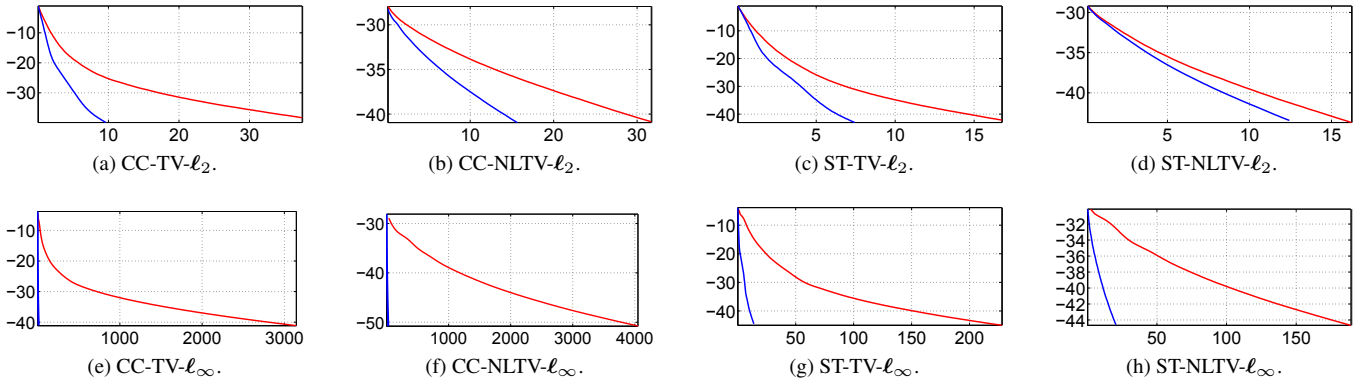 −10
−20
−30
10 20 30
(a) CC-TV-ℓ₂.
−30
−35
−40
0 10 20 30
(b) CC-NLTV-ℓ₂.
−10
−20
−30
−40
5 10 15
(c) ST-TV-ℓ₂.
−30
−35
−40
5 10 15
(d) ST-NLTV-ℓ₂.
−10
−20
−30
−40
1000 2000 3000
(e) CC-TV-ℓ∞.
−30
−40
−50
1000 2000 3000 4000
(f) CC-NLTV-ℓ∞.
−10
−20
−30
−40
50 100 150 200
(g) ST-TV-ℓ∞.
−32
−34
−36
−38
−40
−42
−44
50 100 150
(h) ST-NLTV-ℓ∞.